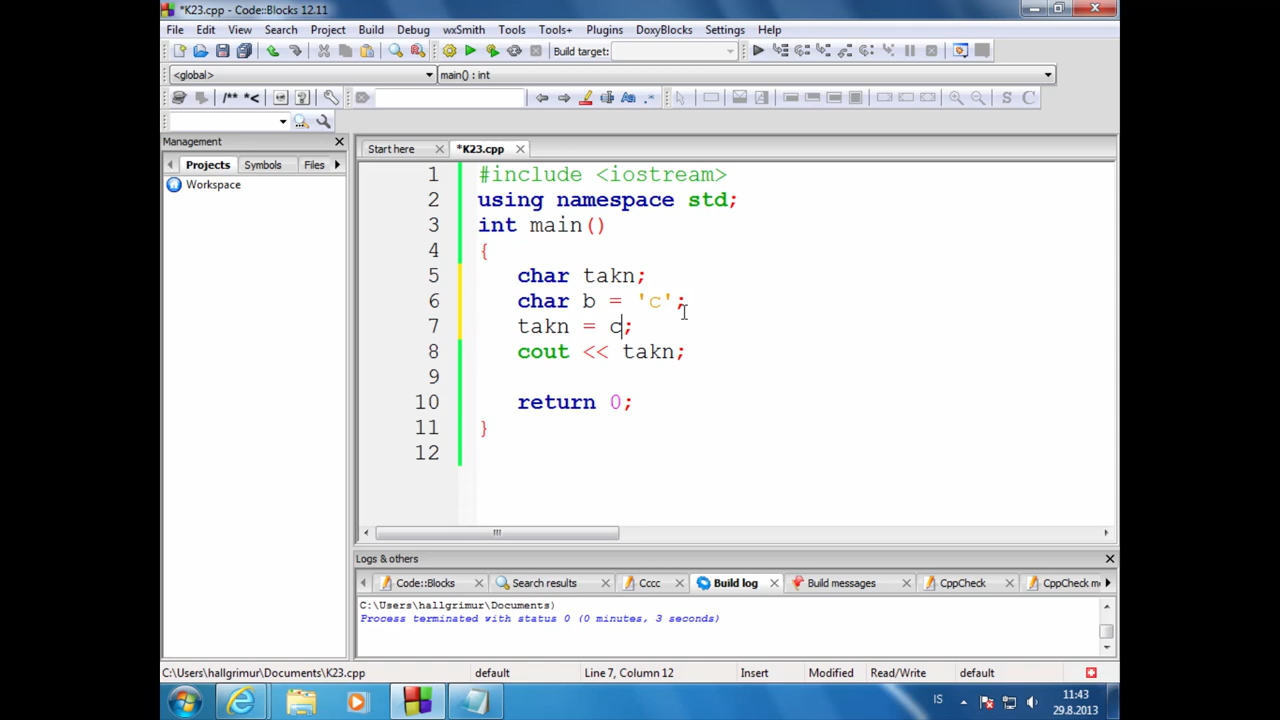 *K23.cpp - Code::Blocks 12.11
File Edit View Search Project Build Debug wxSmith Tools Tools+ Plugins DoxyBlocks Settings Help
Build target:
<global> main() : int
/** *<
Management
Projects Symbols Files
Workspace
Start here *K23.cpp
1 #include <iostream>
2 using namespace std;
3 int main()
4 {
5 char takn;
6 char b = 'c';
7 takn = c;
8 cout << takn;
9
10 return 0;
11 }
12
Logs & others
Code::Blocks Search results Cccc Build log Build messages CppCheck CppCheck me
C:\Users\hallgrimur\Documents)
Process terminated with status 0 (0 minutes, 3 seconds)
C:\Users\hallgrimur\Documents\K23.cpp default Line 7, Column 12 Insert Modified Read/Write default
IS 11:43
29.8.2013